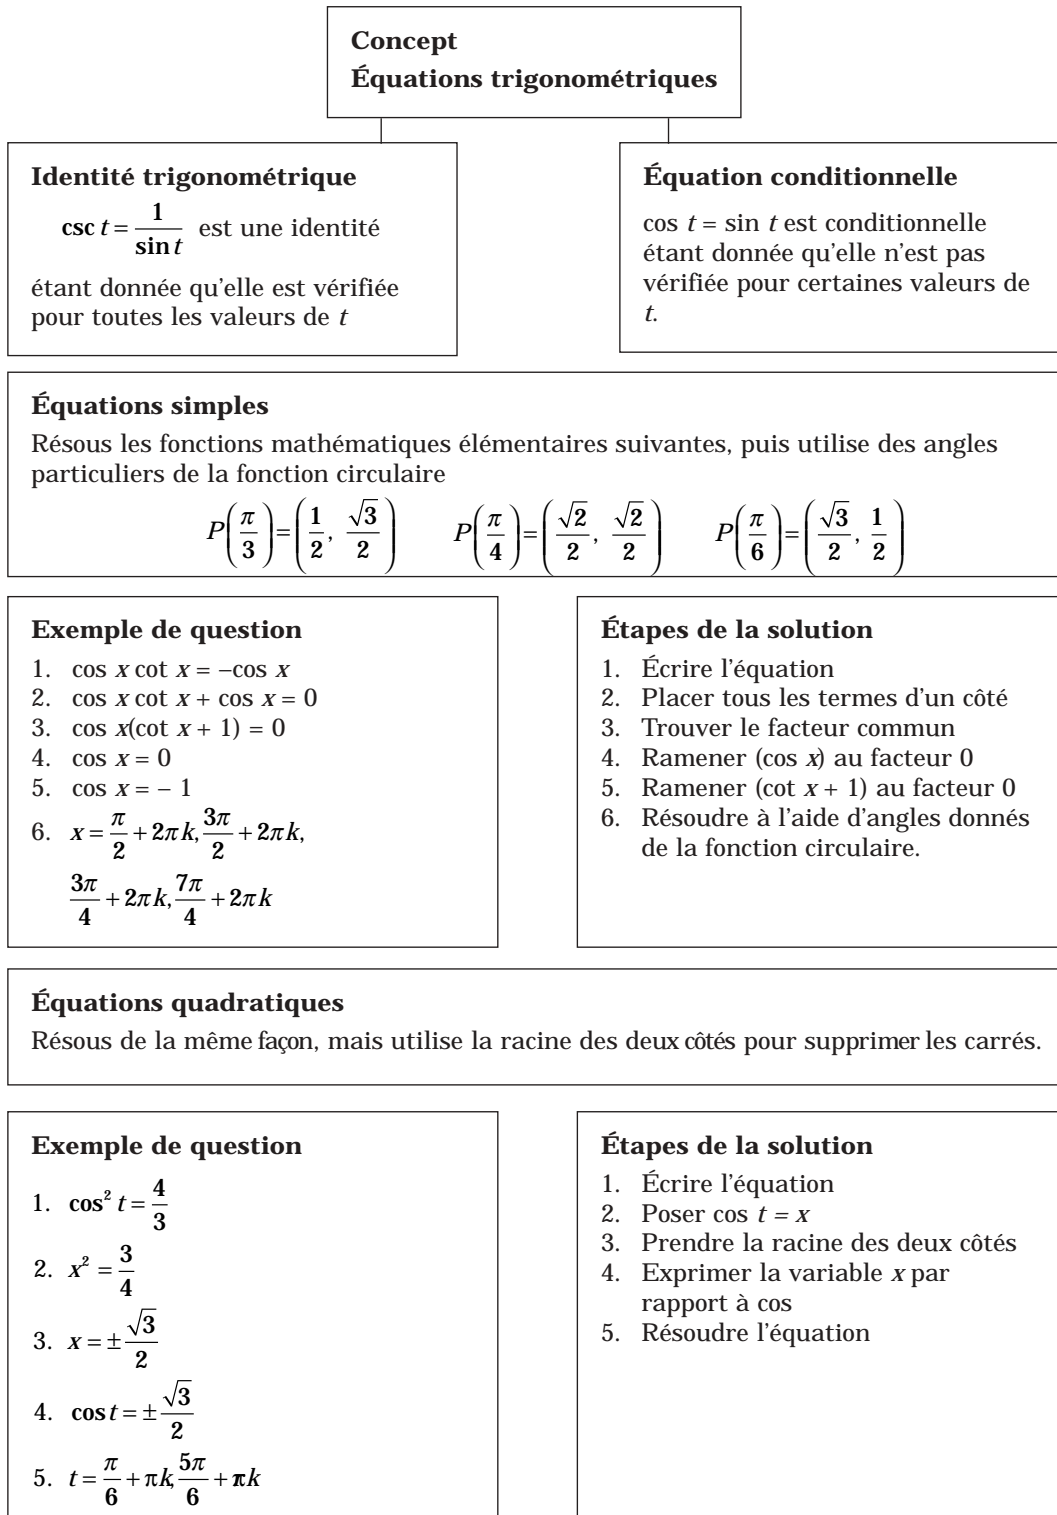 Concept
Équations trigonométriques
Identité trigonométrique
csc t = 1/sin t est une identité
étant donnée qu'elle est vérifiée
pour toutes les valeurs de t
Équation conditionnelle
cos t = sin t est conditionnelle
étant donnée qu'elle n'est pas
vérifiée pour certaines valeurs de
t.
Équations simples
Résous les fonctions mathématiques élémentaires suivantes, puis utilise des angles
particuliers de la fonction circulaire
P(π/3) = (1/2, √3/2) P(π/4) = (√2/2, √2/2) P(π/6) = (√3/2, 1/2)
Exemple de question
1. cos x cot x = –cos x
2. cos x cot x + cos x = 0
3. cos x(cot x + 1) = 0
4. cos x = 0
5. cos x = – 1
6. x = π/2 + 2πk, 3π/2 + 2πk,
3π/4 + 2πk, 7π/4 + 2πk
Étapes de la solution
1. Écrire l'équation
2. Placer tous les termes d'un côté
3. Trouver le facteur commun
4. Ramener (cos x) au facteur 0
5. Ramener (cot x + 1) au facteur 0
6. Résoudre à l'aide d'angles donnés
de la fonction circulaire.
Équations quadratiques
Résous de la même façon, mais utilise la racine des deux côtés pour supprimer les carrés.
Exemple de question
1. cos² t = 4/3
2. x² = 3/4
3. x = ± √3/2
4. cos t = ± √3/2
5. t = π/6 + πk, 5π/6 + πk
Étapes de la solution
1. Écrire l'équation
2. Poser cos t = x
3. Prendre la racine des deux côtés
4. Exprimer la variable x par
rapport à cos
5. Résoudre l'équation